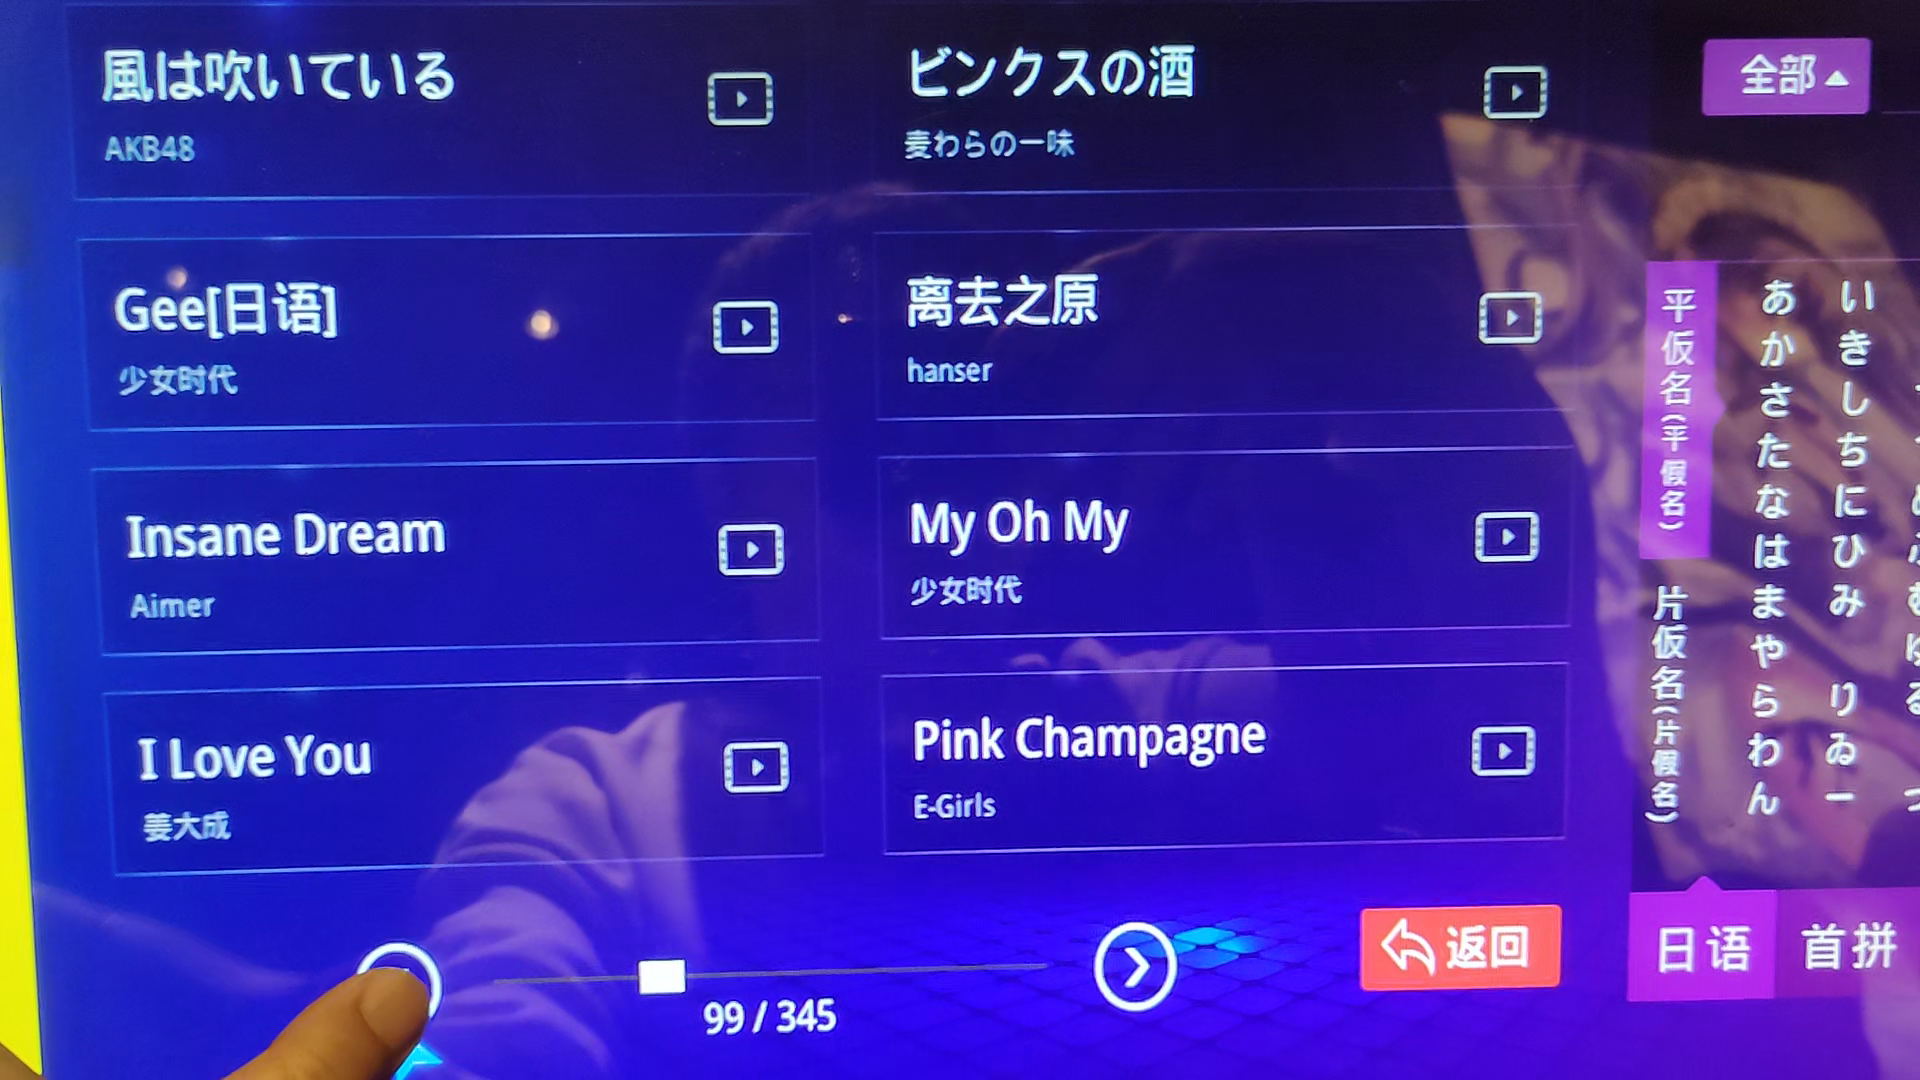 風は吹いている
AKB48
ビンクスの酒
麦わらの一味
Gee[日语]
少女时代
离去之原
hanser
Insane Dream
Aimer
My Oh My
少女时代
I Love You
姜大成
Pink Champagne
E-Girls
99 / 345
返回
全部
平仮名(平假名)
片仮名(片假名)
あかさたなはまやらわん
いきしちにひみ りゐー
日语
首拼